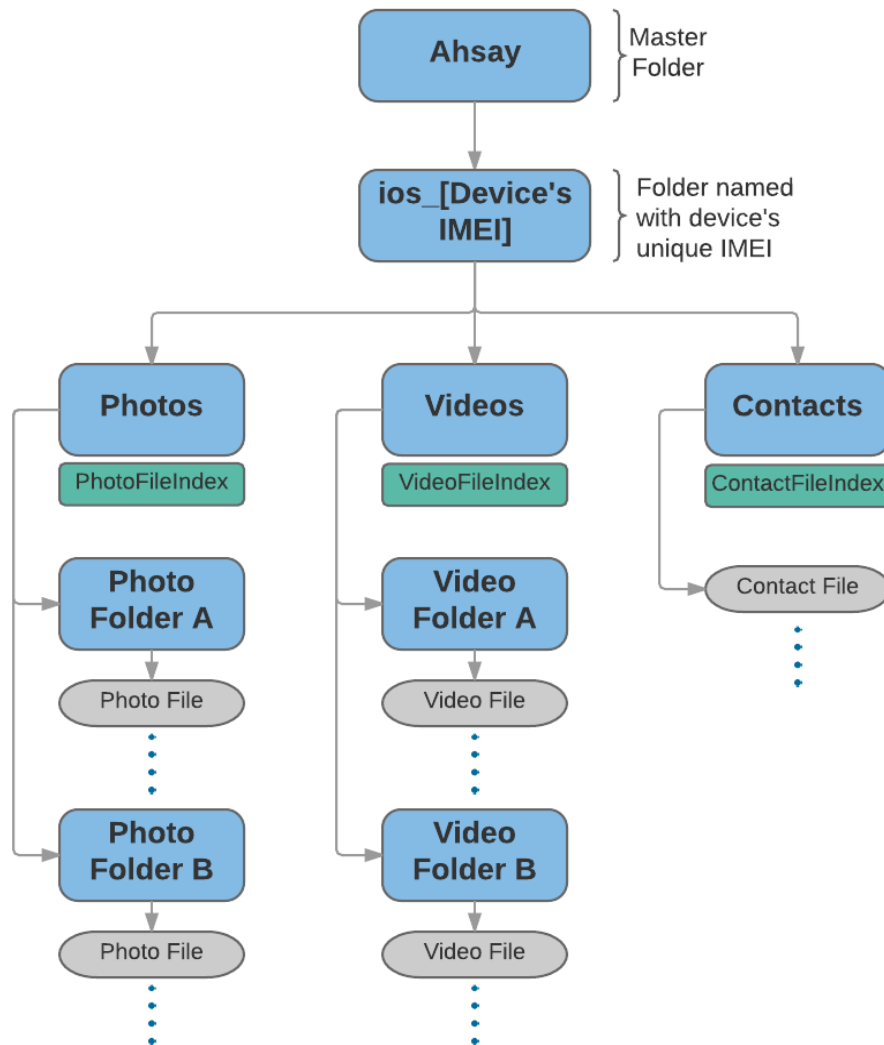 Ahsay
Master
Folder
ios_[Device's
IMEI]
Folder named
with device's
unique IMEI
Photos
Videos
Contacts
PhotoFileIndex
VideoFileIndex
ContactFileIndex
Photo
Folder A
Video
Folder A
Contact File
Photo File
Video File
Photo
Folder B
Video
Folder B
Photo File
Video File